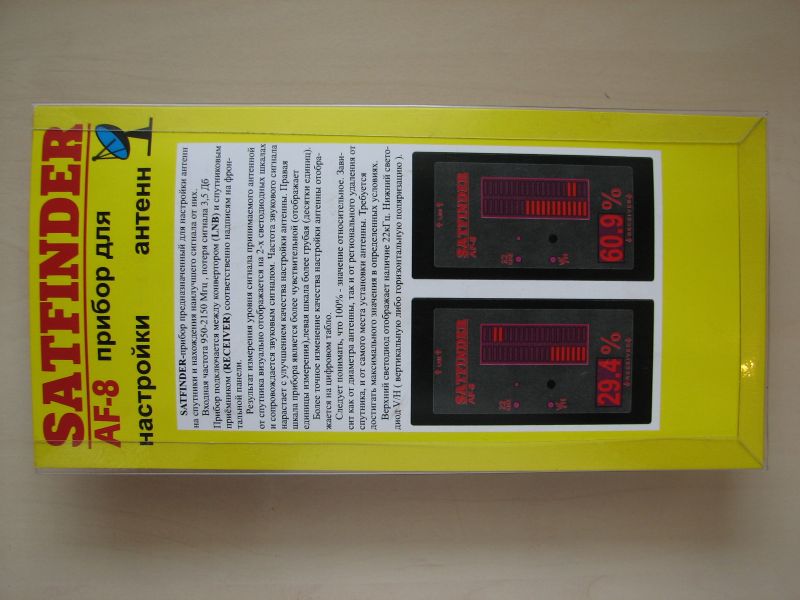 SATFINDER
AF-8 прибор для
настройки антенн
SATFINDER-прибор предназначенный для настройки антенн
на спутники и нахождения наилучшего сигнала от них.
Входная частота 950-2150 Мгц , потеря сигнала 3,5 Дб
Прибор подключается между конвертором (LNB) и спутниковым
приёмником (RECEIVER) соответственно надписям на фрон-
тальной панели.
Результат измерения уровня сигнала принимаемого антенной
от спутника визуально отображается на 2-х светодиодных шкалах
и сопровождается звуковым сигналом. Частота звукового сигнала
нарастает с улучшением качества настройки антенны. Правая
шкала прибора является более чувствительной (отображает
единицы измерения),левая шкала более грубая (десятки единиц).
Более точное изменение качества настройки антенны отобра-
жается на цифровом табло.
Следует понимать, что 100% - значение относительное. Зави-
сит как от диаметра антенны, так и от регионального удаления от
спутника, и от самого места установки антенны. Требуется
достигать максимального значения в определенных условиях.
Верхний светодиод отображает наличие 22кГц. Нижний свето-
диод V/H ( вертикальную либо горизонтальную поляризацию ).
LNB
SATFINDER
AF-8
22
V/H
29.4 %
RECEIVER
LNB
SATFINDER
AF-8
22
V/H
60.9 %
RECEIVER